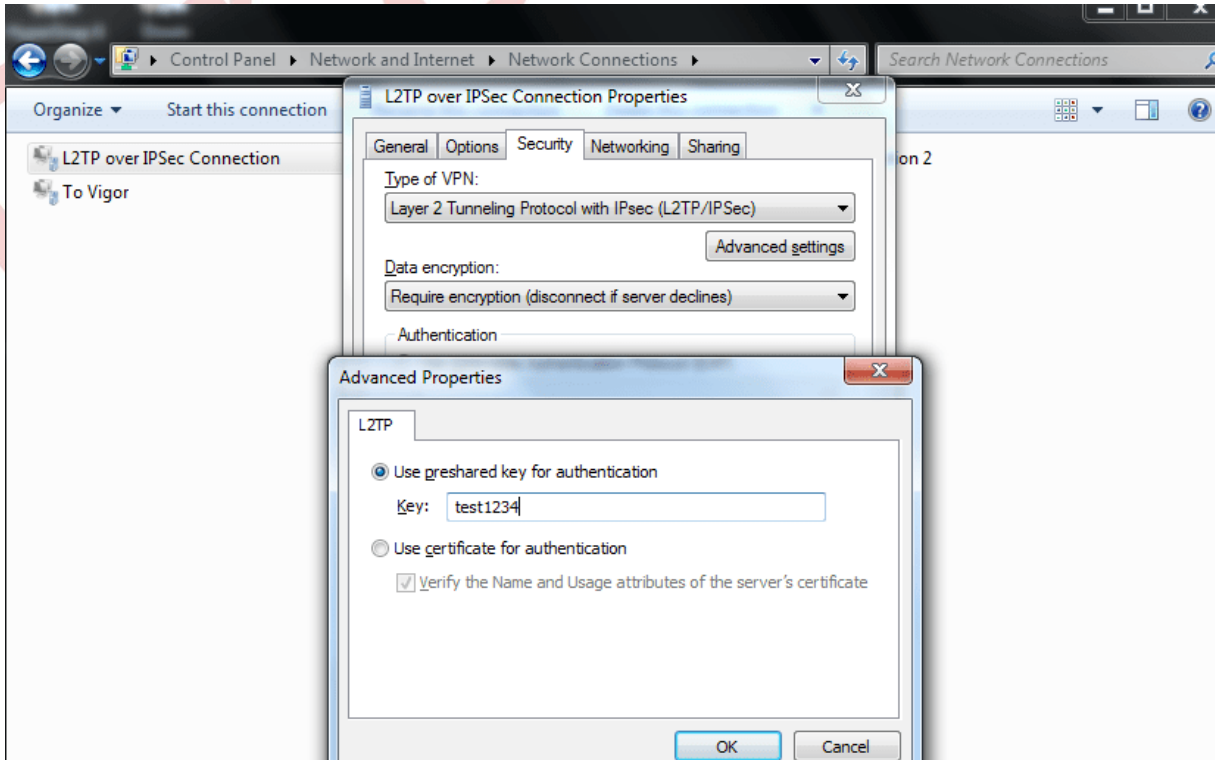 Control Panel Network and Internet Network Connections Search Network Connections
Organize Start this connection
L2TP over IPSec Connection Properties
L2TP over IPSec Connection
ion 2
To Vigor
General Options Security Networking Sharing
Type of VPN:
Layer 2 Tunneling Protocol with IPsec (L2TP/IPSec)
Advanced settings
Data encryption:
Require encryption (disconnect if server declines)
Authentication
Advanced Properties
L2TP
Use preshared key for authentication
Key: test1234
Use certificate for authentication
Verify the Name and Usage attributes of the server's certificate
OK Cancel